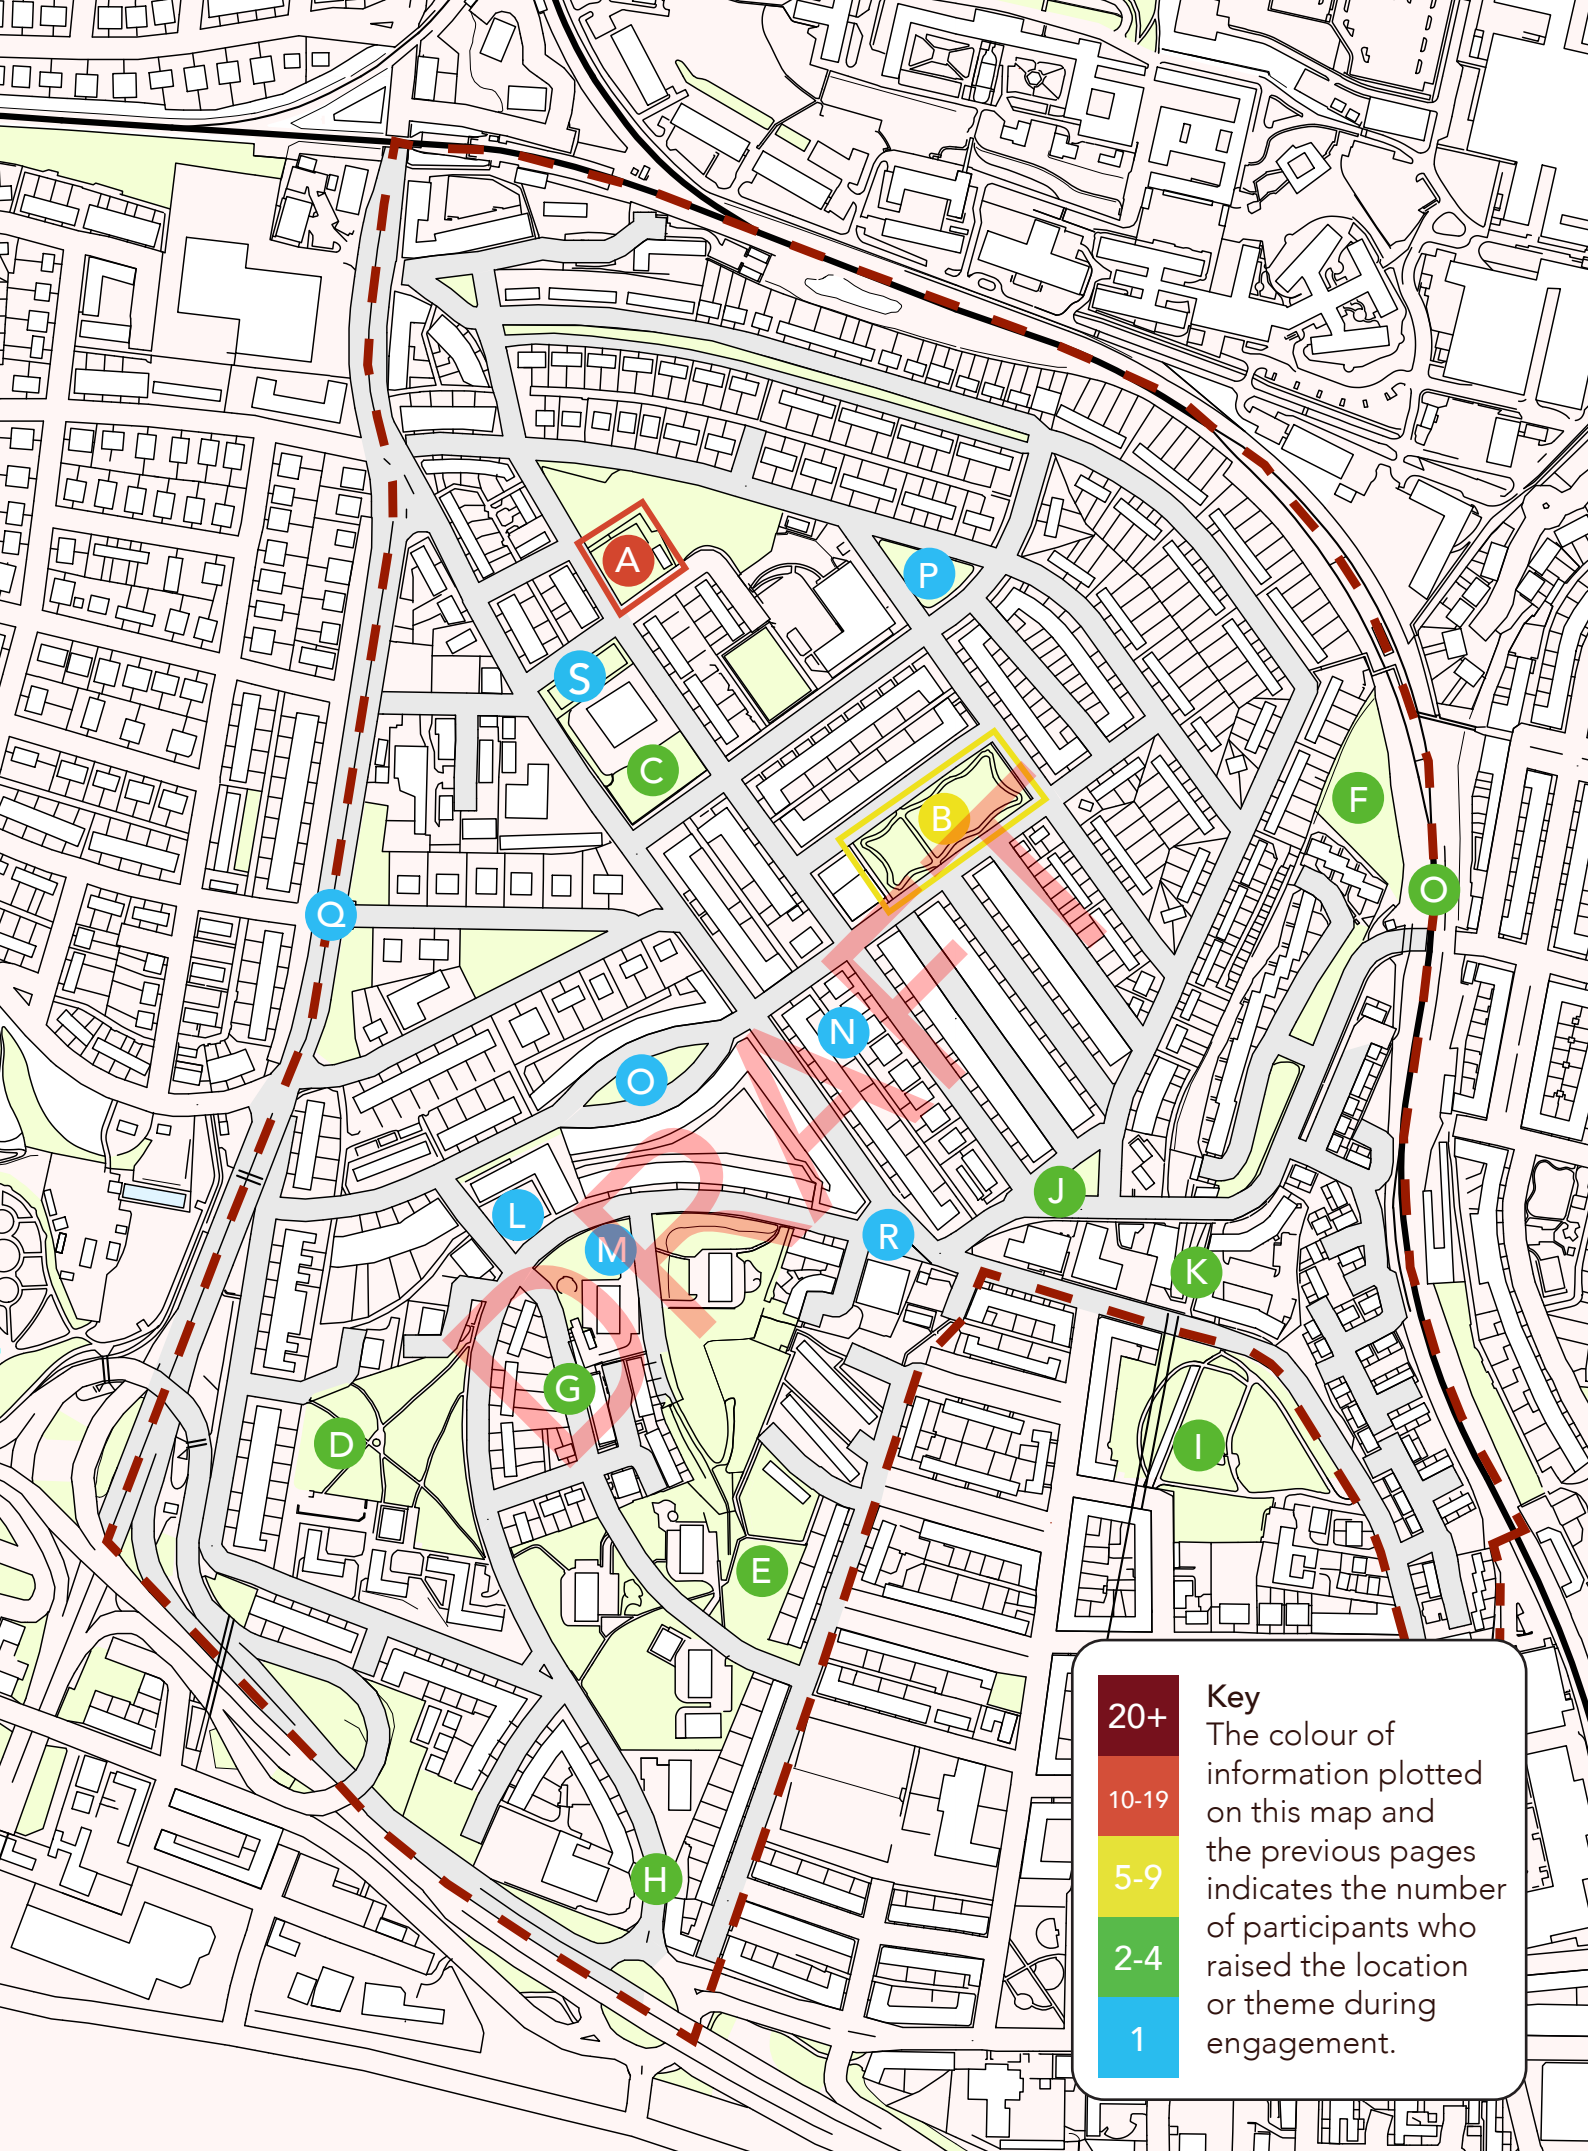 A
P
S
C
B
F
O
Q
N
O
J
L
R
M
K
G
D
I
E
H
DRAFT
20+
10-19
5-9
2-4
1
Key
The colour of
information plotted
on this map and
the previous pages
indicates the number
of participants who
raised the location
or theme during
engagement.